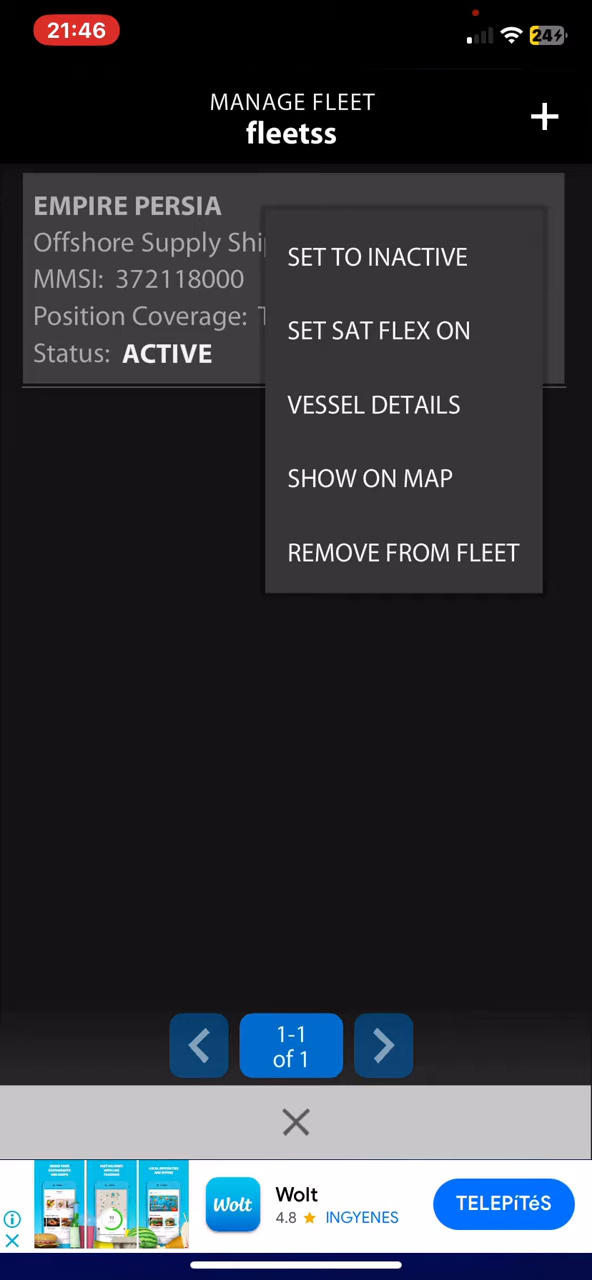 21:46
24
MANAGE FLEET
fleetss
EMPIRE PERSIA
Offshore Supply Shi
MMSI: 372118000
Position Coverage: T
Status: ACTIVE
SET TO INACTIVE
SET SAT FLEX ON
VESSEL DETAILS
SHOW ON MAP
REMOVE FROM FLEET
1-1
of 1
Wolt
Wolt
4.8 ★ INGYENES
TELEPíTéS